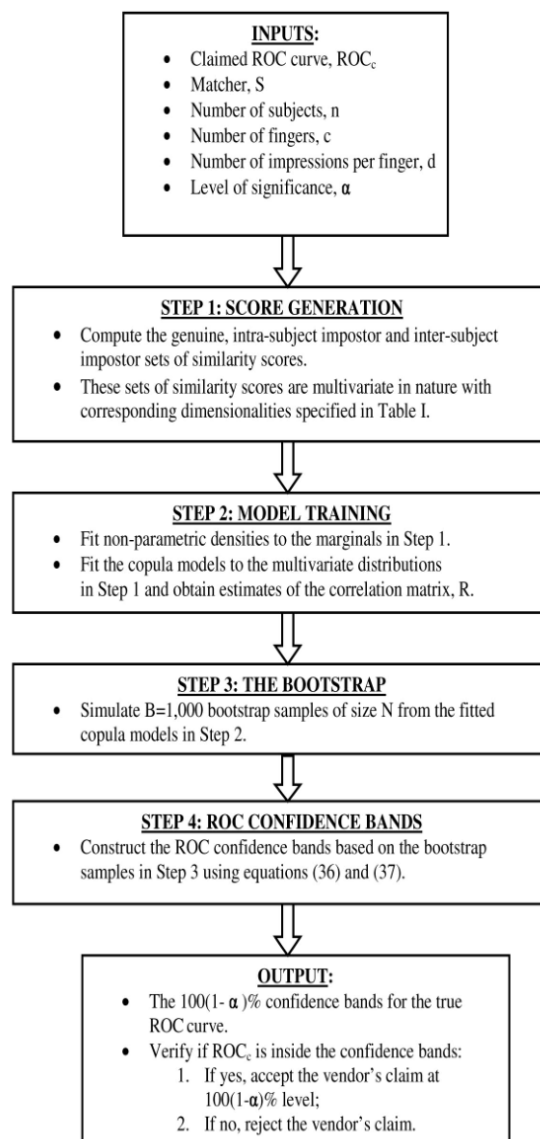 INPUTS:
• Claimed ROC curve, ROCc
• Matcher, S
• Number of subjects, n
• Number of fingers, c
• Number of impressions per finger, d
• Level of significance, α
STEP 1: SCORE GENERATION
• Compute the genuine, intra-subject impostor and inter-subject
impostor sets of similarity scores.
• These sets of similarity scores are multivariate in nature with
corresponding dimensionalities specified in Table I.
STEP 2: MODEL TRAINING
• Fit non-parametric densities to the marginals in Step 1.
• Fit the copula models to the multivariate distributions
in Step 1 and obtain estimates of the correlation matrix, R.
STEP 3: THE BOOTSTRAP
• Simulate B=1,000 bootstrap samples of size N from the fitted
copula models in Step 2.
STEP 4: ROC CONFIDENCE BANDS
• Construct the ROC confidence bands based on the bootstrap
samples in Step 3 using equations (36) and (37).
OUTPUT:
• The 100(1- α )% confidence bands for the true
ROC curve.
• Verify if ROCc is inside the confidence bands:
1. If yes, accept the vendor's claim at
100(1-α)% level;
2. If no, reject the vendor's claim.